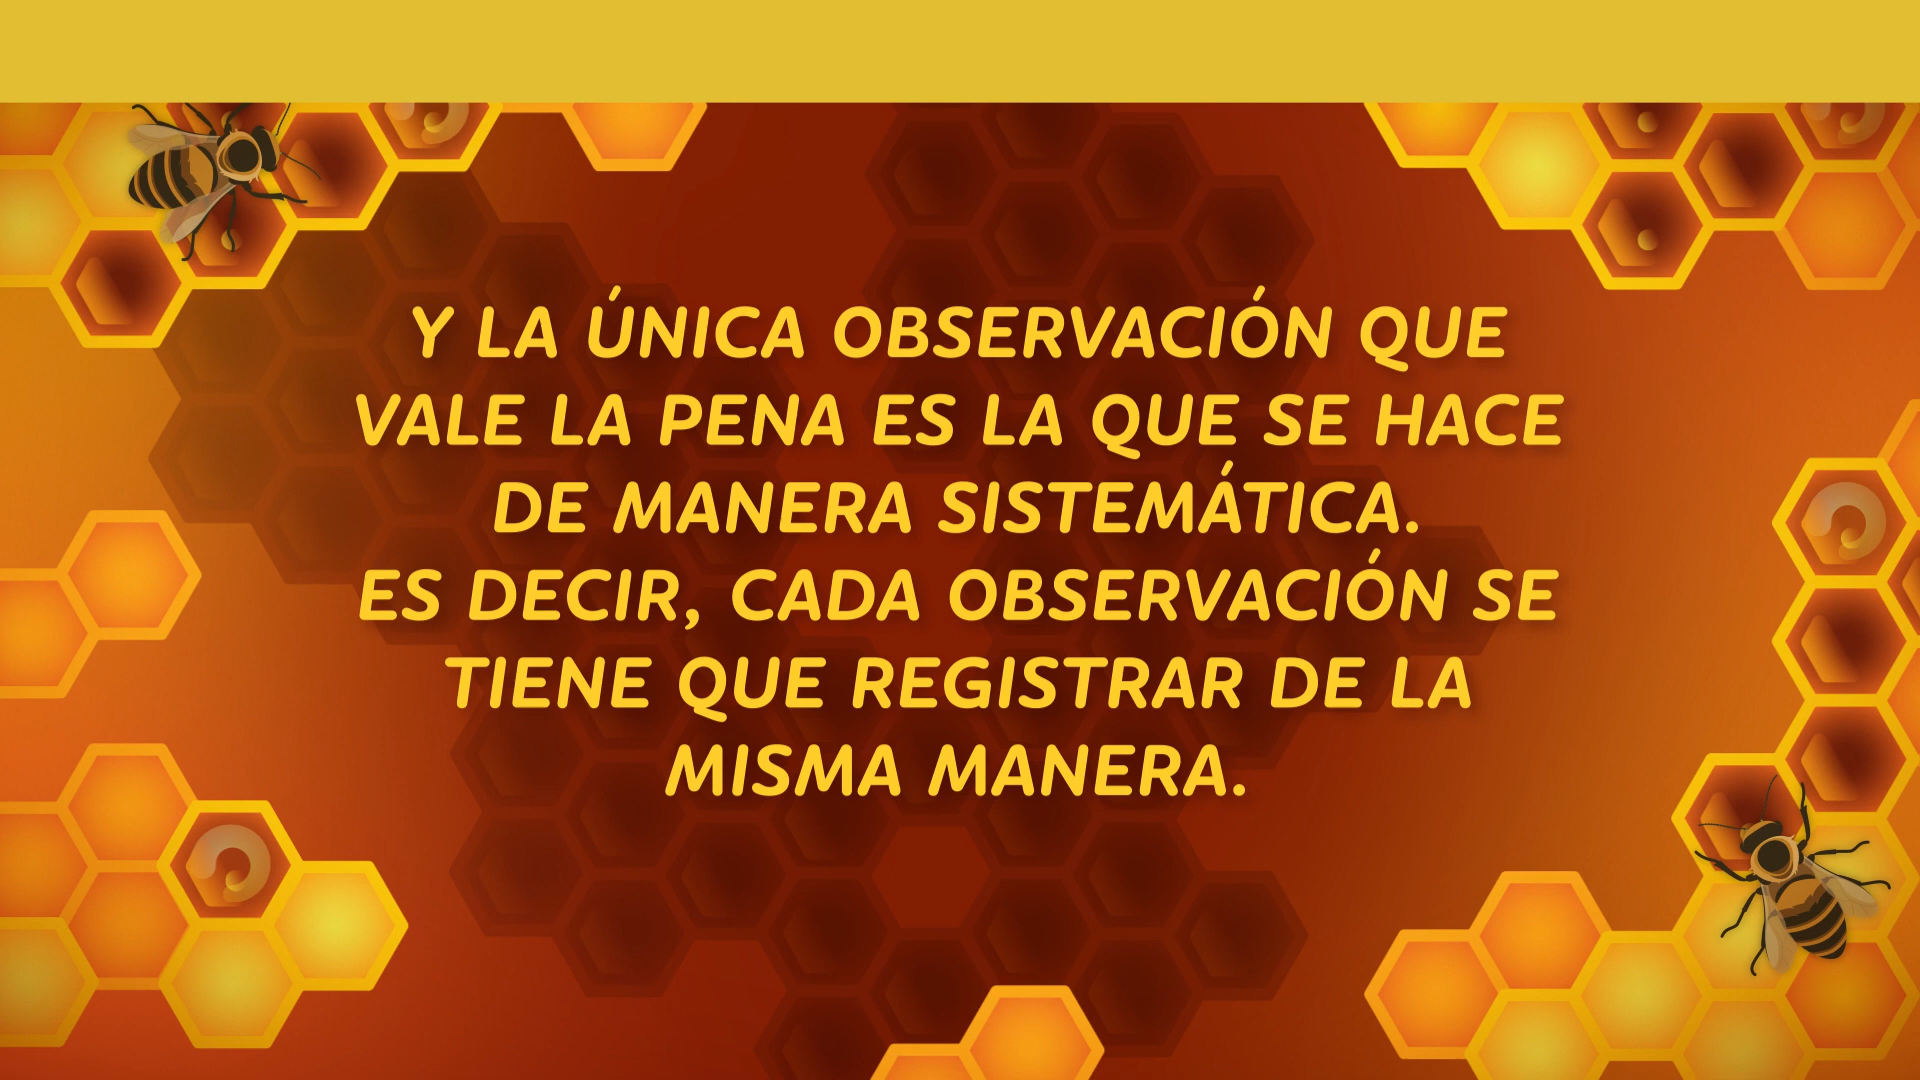 Y LA ÚNICA OBSERVACIÓN QUE
VALE LA PENA ES LA QUE SE HACE
DE MANERA SISTEMÁTICA.
ES DECIR, CADA OBSERVACIÓN SE
TIENE QUE REGISTRAR DE LA
MISMA MANERA.